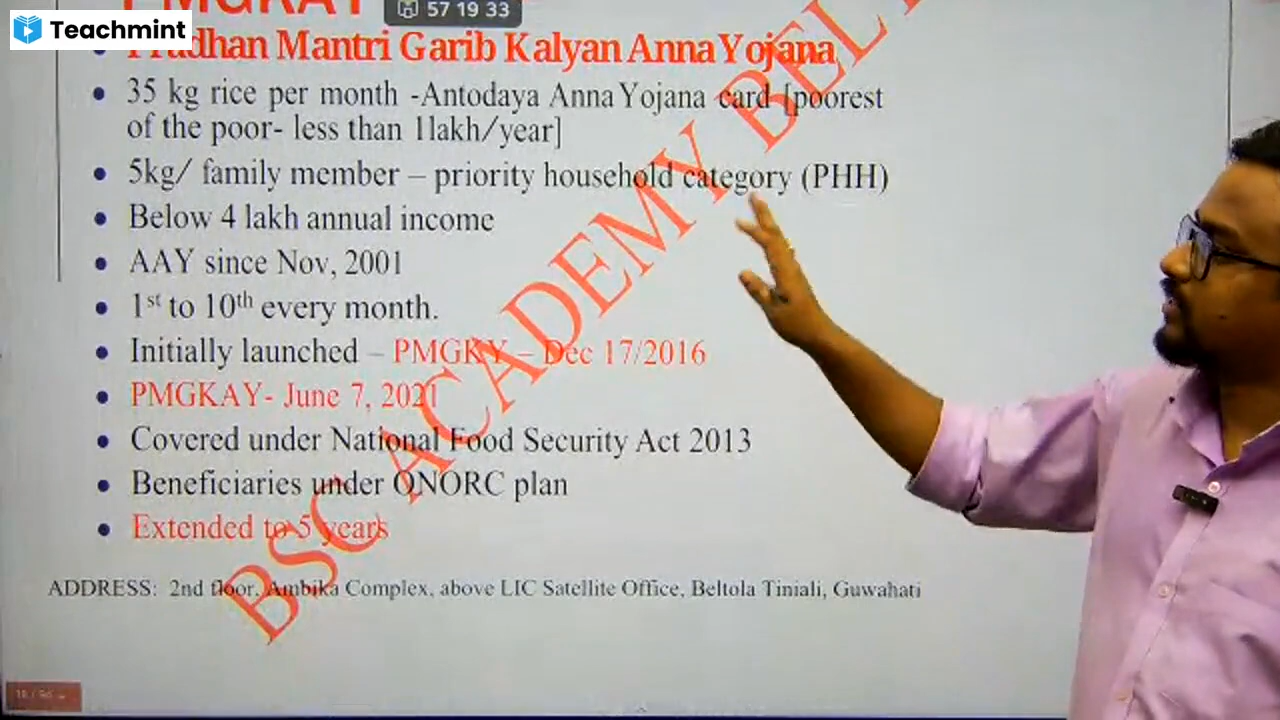 PMGKAY
57 19 33
Teachmint
Pradhan Mantri Garib Kalyan Anna Yojana
• 35 kg rice per month -Antodaya Anna Yojana card [poorest
of the poor- less than 1lakh/year]
• 5kg/ family member – priority household category (PHH)
• Below 4 lakh annual income
• AAY since Nov, 2001
• 1st to 10th every month.
• Initially launched – PMGKY – Dec 17/2016
• PMGKAY- June 7, 2021
• Covered under National Food Security Act 2013
• Beneficiaries under ONORC plan
• Extended to 5 years
BSC ACADEMY BELT
ADDRESS: 2nd floor, Ambika Complex, above LIC Satellite Office, Beltola Tiniali, Guwahati